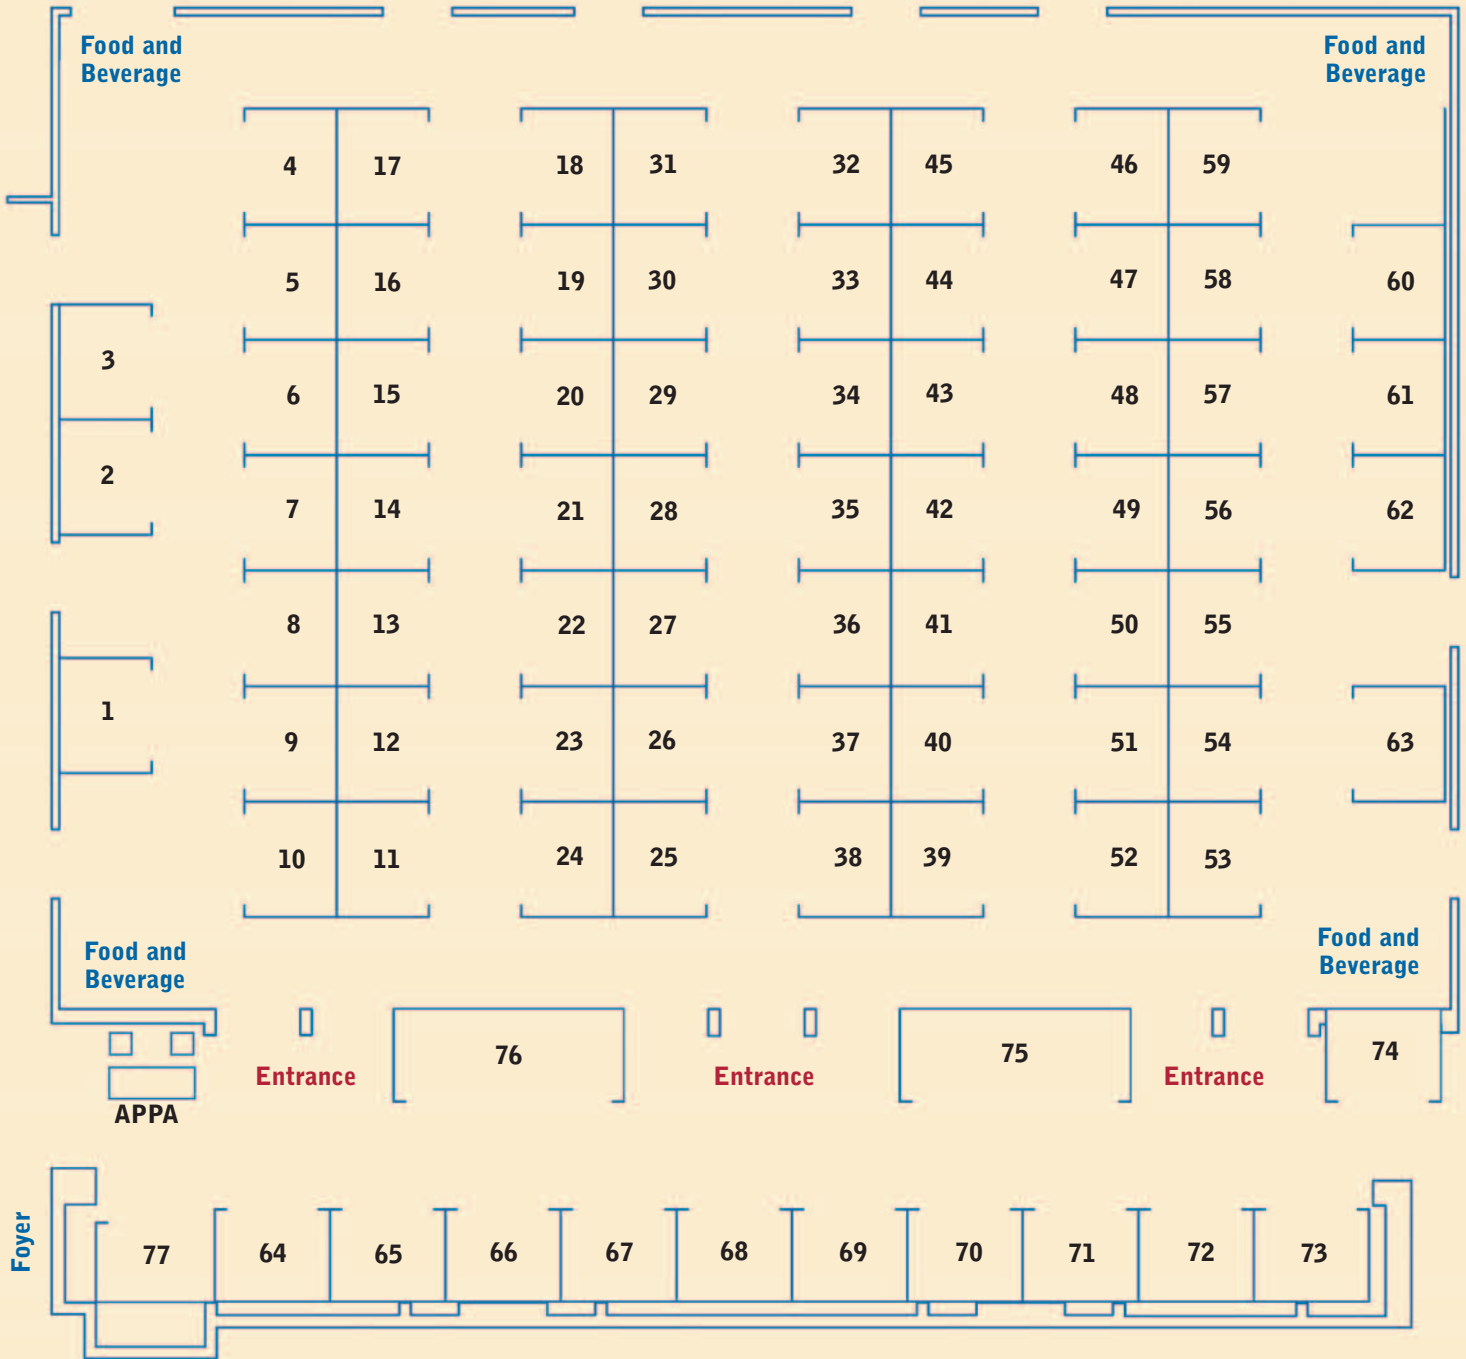 Food and
Beverage
Food and
Beverage
4 17 18 31 32 45 46 59
5 16 19 30 33 44 47 58 60
3
6 15 20 29 34 43 48 57 61
2
7 14 21 28 35 42 49 56 62
8 13 22 27 36 41 50 55
1
9 12 23 26 37 40 51 54 63
10 11 24 25 38 39 52 53
Food and
Beverage
Food and
Beverage
76 75 74
Entrance Entrance Entrance
APPA
Foyer
77 64 65 66 67 68 69 70 71 72 73